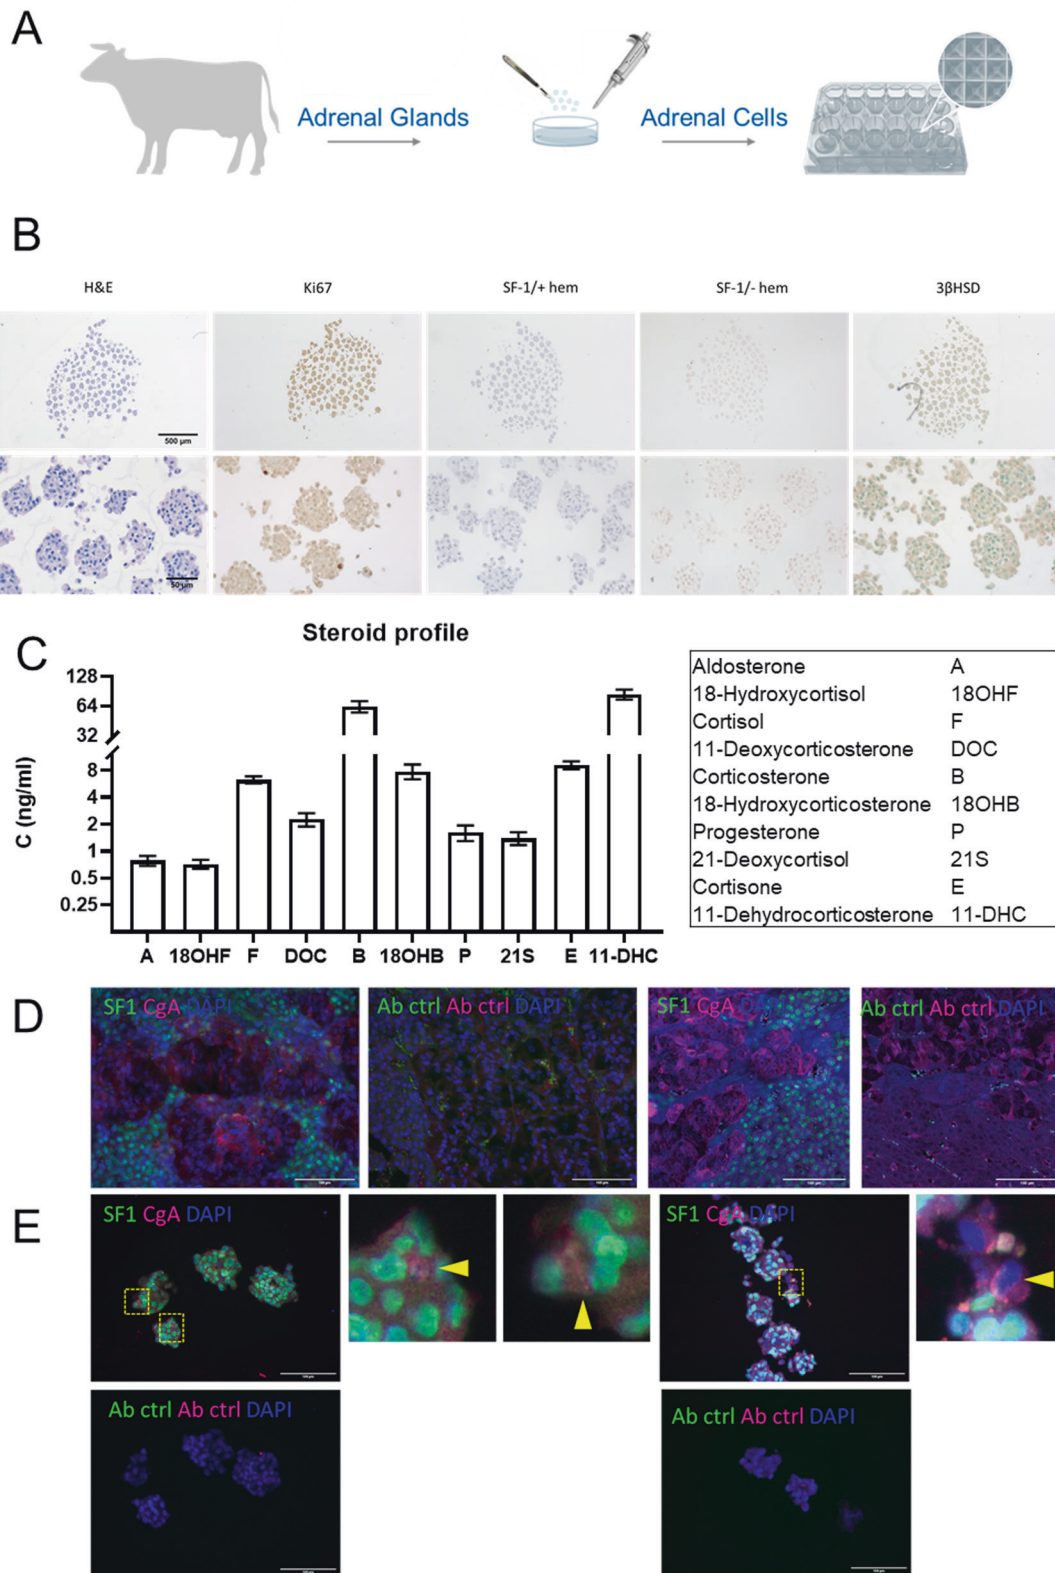 A
Adrenal Glands
Adrenal Cells
B
H&E
Ki67
SF-1/+ hem
SF-1/- hem
3βHSD
500 µm
50 µm
C
Steroid profile
C (ng/ml)
128
64
32
8
4
2
1
0.5
0.25
A 18OHF F DOC B 18OHB P 21S E 11-DHC
Aldosterone A
18-Hydroxycortisol 18OHF
Cortisol F
11-Deoxycorticosterone DOC
Corticosterone B
18-Hydroxycorticosterone 18OHB
Progesterone P
21-Deoxycortisol 21S
Cortisone E
11-Dehydrocorticosterone 11-DHC
D
SF1 CgA DAPI
Ab ctrl Ab ctrl DAPI
SF1 CgA DAPI
Ab ctrl Ab ctrl DAPI
E
SF1 CgA DAPI
SF1 CgA DAPI
Ab ctrl Ab ctrl DAPI
Ab ctrl Ab ctrl DAPI